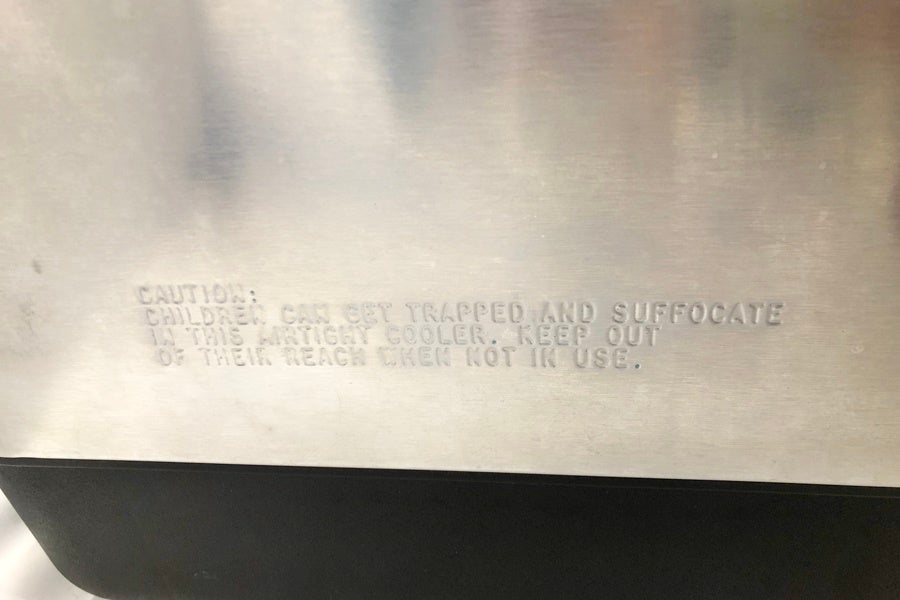 CAUTION:
CHILDREN CAN GET TRAPPED AND SUFFOCATE
IN THIS AIRTIGHT COOLER. KEEP OUT
OF THEIR REACH WHEN NOT IN USE.